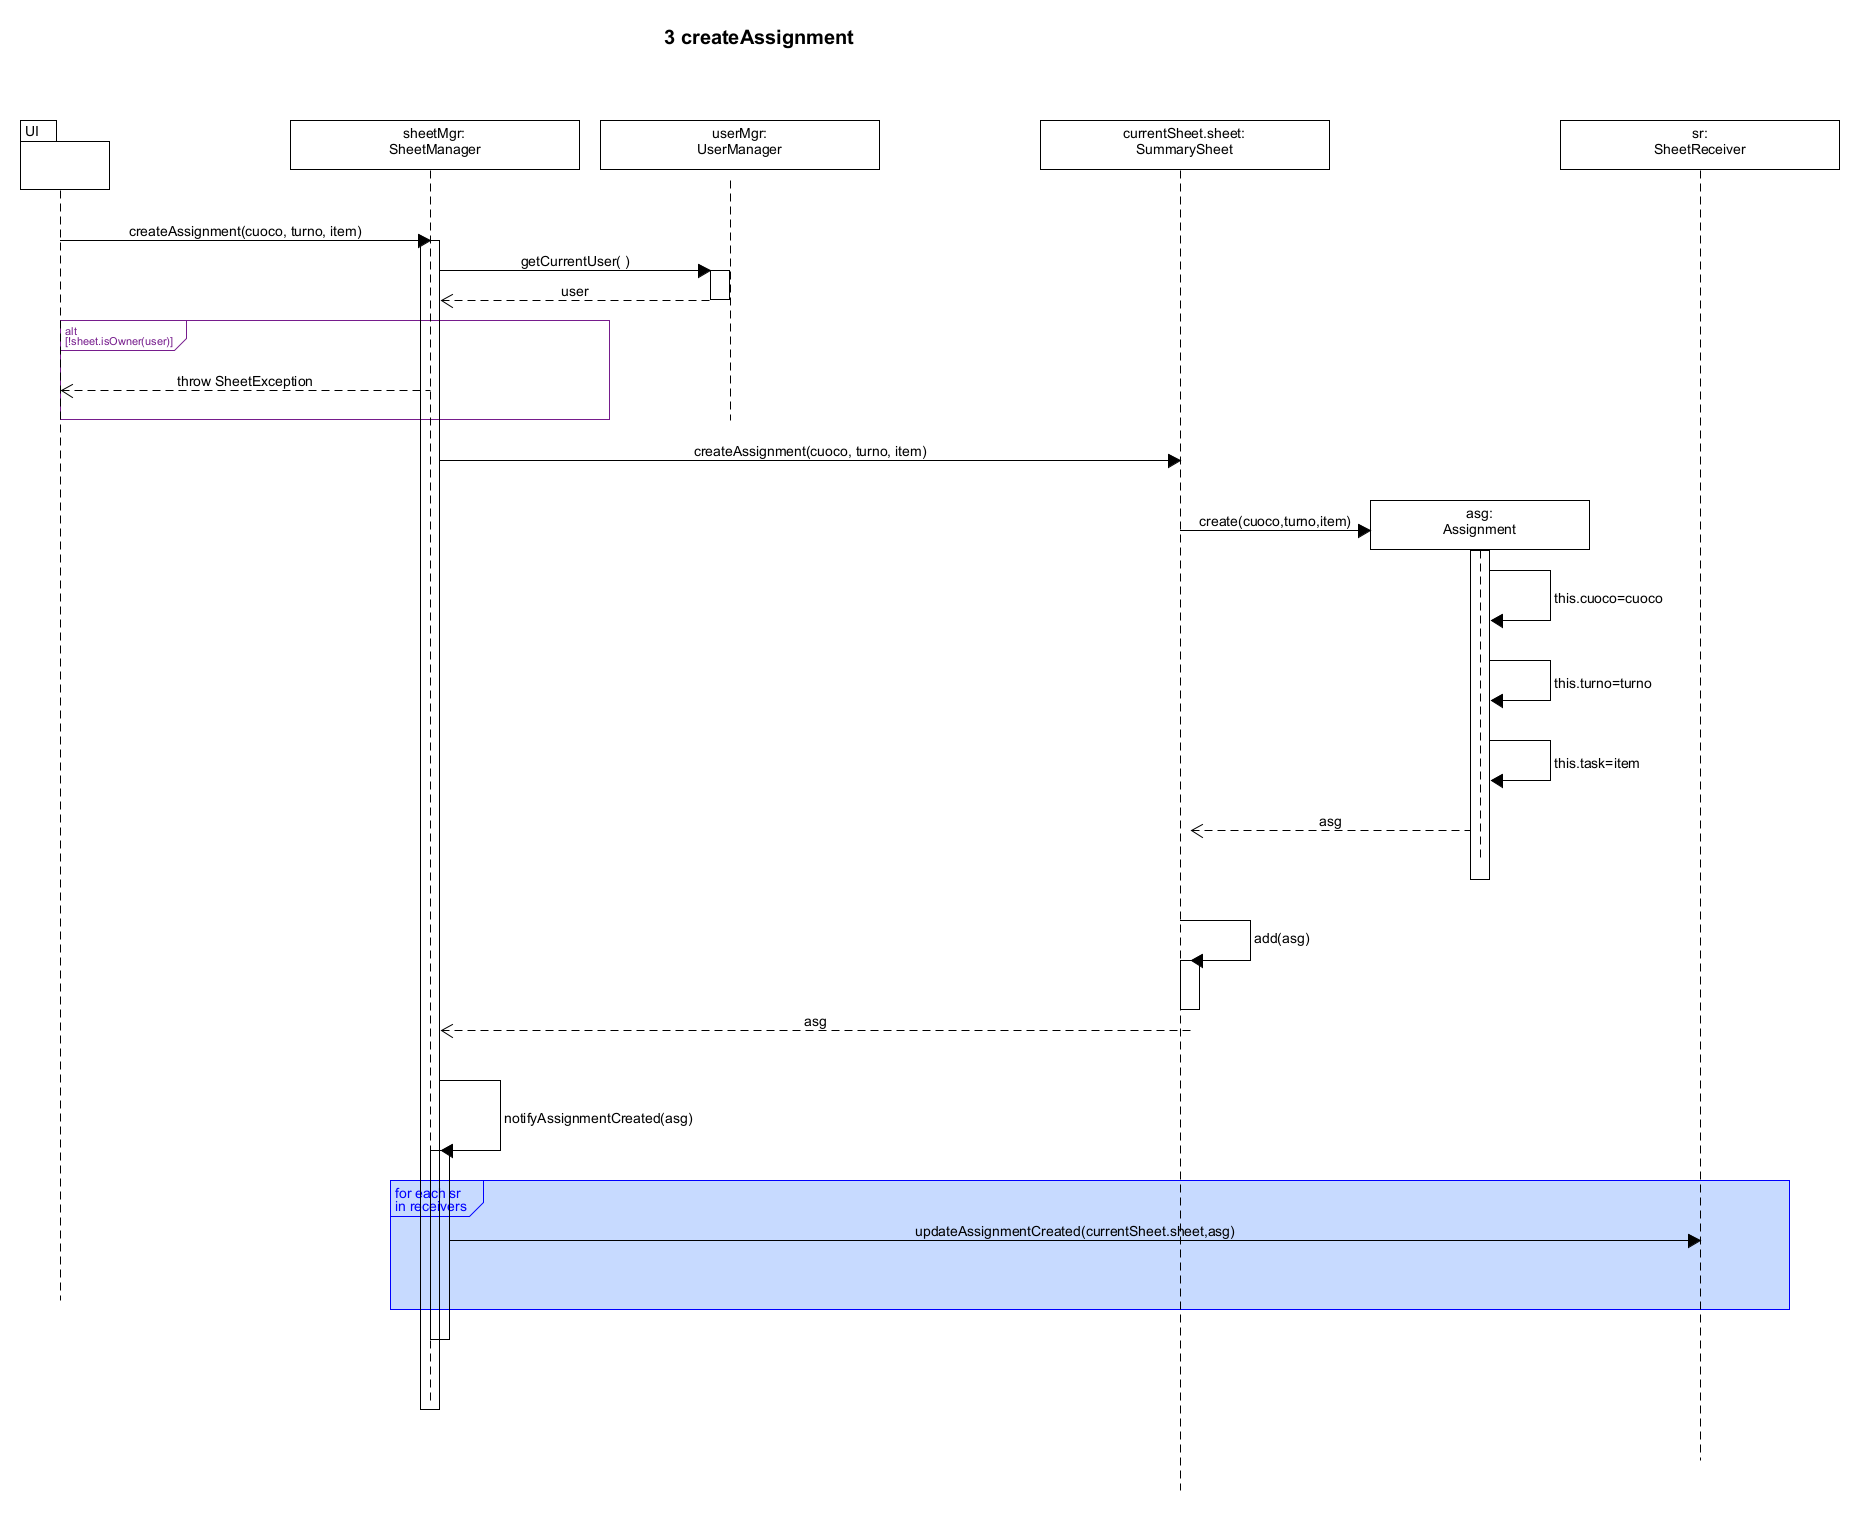 3 createAssignment
UI
sheetMgr:
SheetManager
userMgr:
UserManager
currentSheet.sheet:
SummarySheet
sr:
SheetReceiver
createAssignment(cuoco, turno, item)
getCurrentUser( )
user
alt
[!sheet.isOwner(user)]
throw SheetException
createAssignment(cuoco, turno, item)
asg:
Assignment
create(cuoco,turno,item)
this.cuoco=cuoco
this.turno=turno
this.task=item
asg
add(asg)
asg
notifyAssignmentCreated(asg)
for each sr
in receivers
updateAssignmentCreated(currentSheet.sheet,asg)